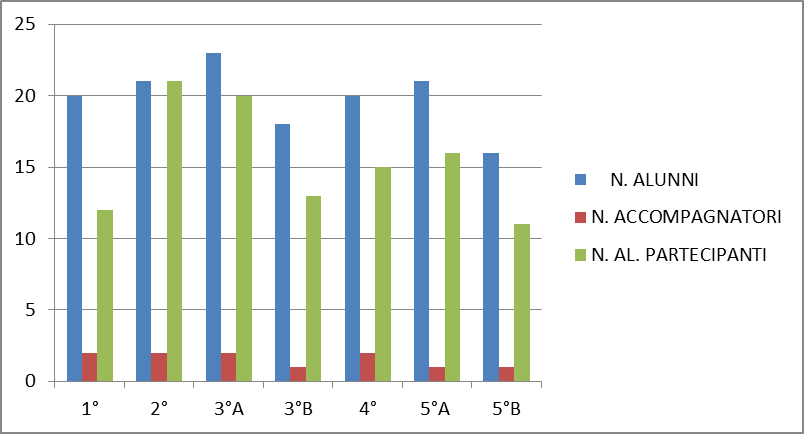 25
20
15
10
5
0
1° 2° 3°A 3°B 4° 5°A 5°B
N. ALUNNI
N. ACCOMPAGNATORI
N. AL. PARTECIPANTI